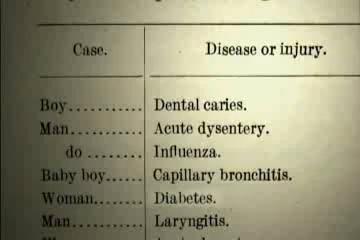 Case. Disease or injury.
Boy........... Dental caries.
Man........... Acute dysentery.
do ........ Influenza.
Baby boy...... Capillary bronchitis.
Woman........ Diabetes.
Man........... Laryngitis.